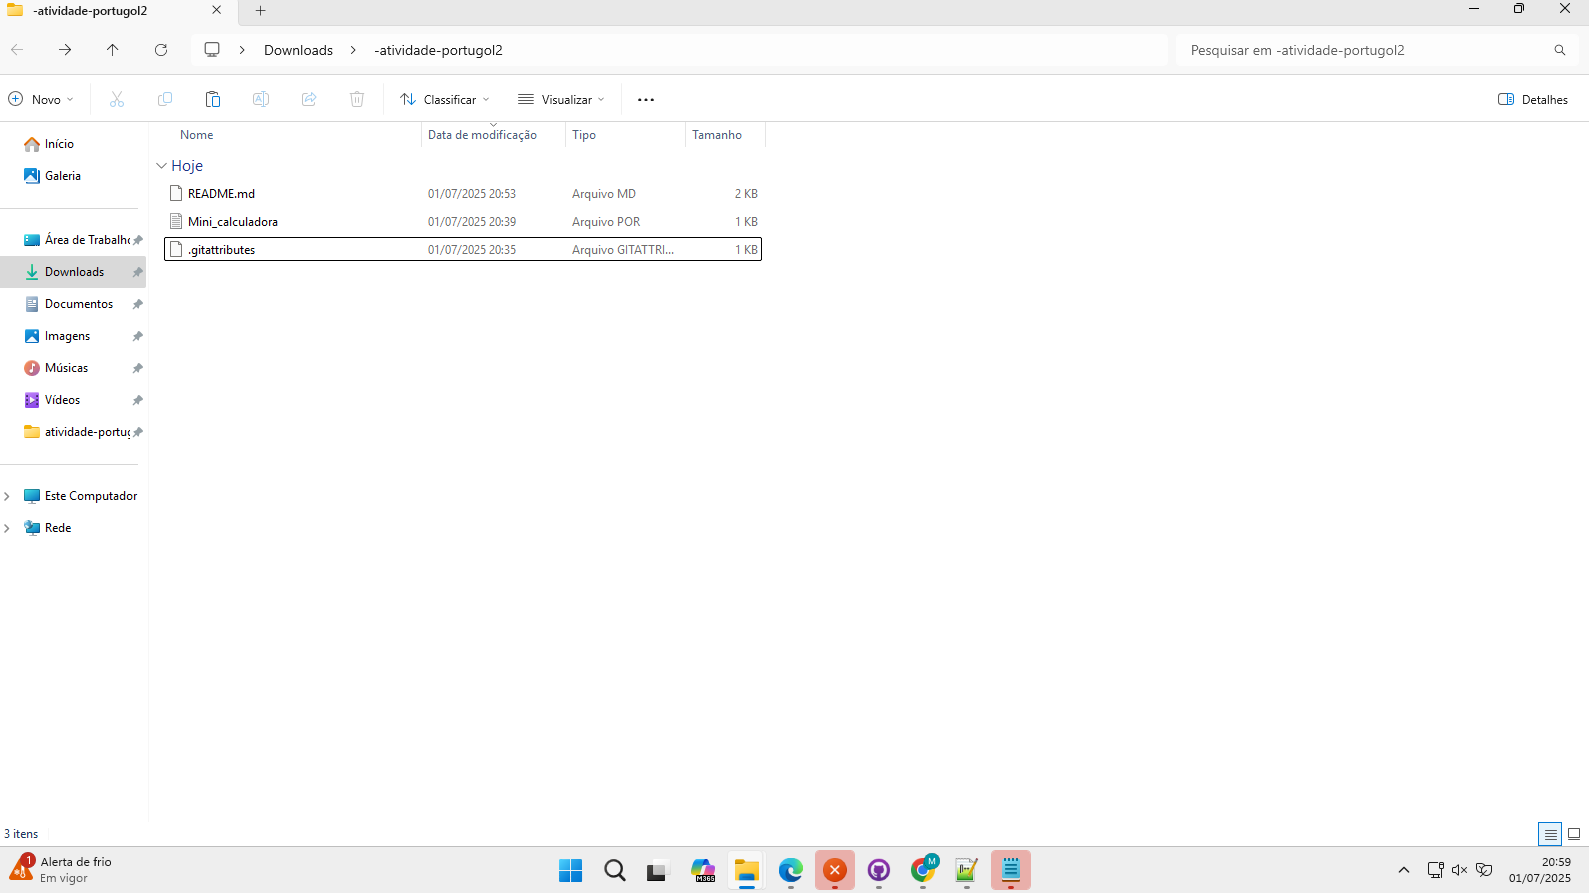 -atividade-portugol2
Downloads
-atividade-portugol2
Pesquisar em -atividade-portugol2
Novo
Classificar
Visualizar
Detalhes
Início
Galeria
Área de Trabalho
Downloads
Documentos
Imagens
Músicas
Vídeos
atividade-portug
Este Computador
Rede
Nome Data de modificação Tipo Tamanho
Hoje
README.md 01/07/2025 20:53 Arquivo MD 2 KB
Mini_calculadora 01/07/2025 20:39 Arquivo POR 1 KB
.gitattributes 01/07/2025 20:35 Arquivo GITATTRI... 1 KB
3 itens
1
Alerta de frio
Em vigor
M365
M
20:59
01/07/2025